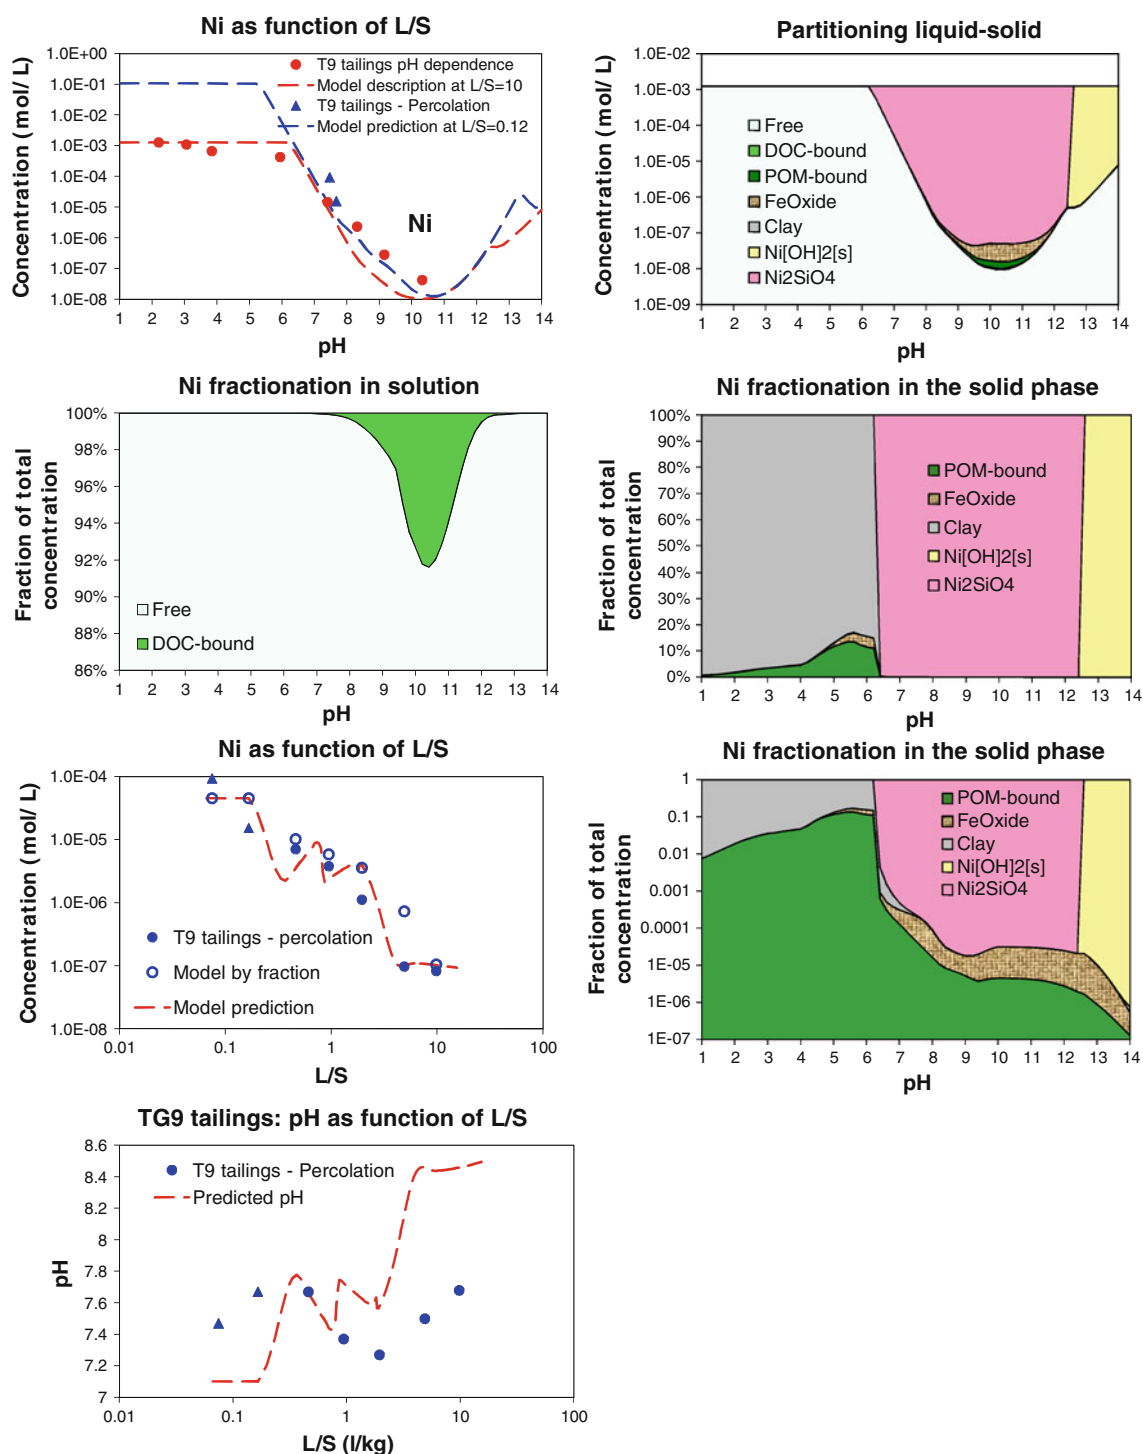 Ni as function of L/S
Concentration (mol/ L)
1.0E+00
1.0E-01
1.0E-02
1.0E-03
1.0E-04
1.0E-05
1.0E-06
1.0E-07
1.0E-08
T9 tailings pH dependence
Model description at L/S=10
T9 tailings - Percolation
Model prediction at L/S=0.12
Ni
1 2 3 4 5 6 7 8 9 10 11 12 13 14
pH
Partitioning liquid-solid
Concentration (mol/ L)
1.0E-02
1.0E-03
1.0E-04
1.0E-05
1.0E-06
1.0E-07
1.0E-08
1.0E-09
Free
DOC-bound
POM-bound
FeOxide
Clay
Ni[OH]2[s]
Ni2SiO4
1 2 3 4 5 6 7 8 9 10 11 12 13 14
pH
Ni fractionation in solution
Fraction of total
concentration
100%
98%
96%
94%
92%
90%
88%
86%
Free
DOC-bound
1 2 3 4 5 6 7 8 9 10 11 12 13 14
pH
Ni fractionation in the solid phase
Fraction of total
concentration
100%
90%
80%
70%
60%
50%
40%
30%
20%
10%
0%
POM-bound
FeOxide
Clay
Ni[OH]2[s]
Ni2SiO4
1 2 3 4 5 6 7 8 9 10 11 12 13 14
pH
Ni as function of L/S
Concentration (mol/ L)
1.0E-04
1.0E-05
1.0E-06
1.0E-07
1.0E-08
T9 tailings - percolation
Model by fraction
Model prediction
0.01 0.1 1 10 100
L/S
Ni fractionation in the solid phase
Fraction of total
concentration
1
0.1
0.01
0.001
0.0001
1E-05
1E-06
1E-07
POM-bound
FeOxide
Clay
Ni[OH]2[s]
Ni2SiO4
1 2 3 4 5 6 7 8 9 10 11 12 13 14
pH
TG9 tailings: pH as function of L/S
pH
8.6
8.4
8.2
8
7.8
7.6
7.4
7.2
7
T9 tailings - Percolation
Predicted pH
0.01 0.1 1 10 100
L/S (l/kg)